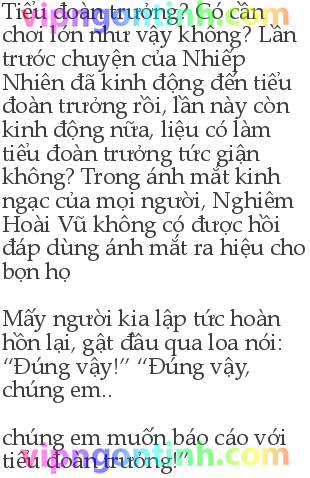 Tiểu đoàn trưởng? Có cần
vipngontinh.com
chơi lớn như vậy không? Lần
trước chuyện của Nhiếp
Nhiên đã kinh động đến tiểu
đoàn trưởng rồi, lần này còn
kinh động nữa, liệu có làm
tiểu đoàn trưởng tức giận
không? Trong ánh mắt kinh
ngạc của mọi người, Nghiêm
Hoài Vũ không có được hồi
đáp dùng ánh mắt ra hiệu cho
bọn họ
Mấy người kia lập tức hoàn
hồn lại, gật đầu qua loa nói:
“Đúng vậy!” “Đúng vậy,
chúng em..
chúng em muốn báo cáo với
vipngontinh.com
tiểu đoàn trưởng!”